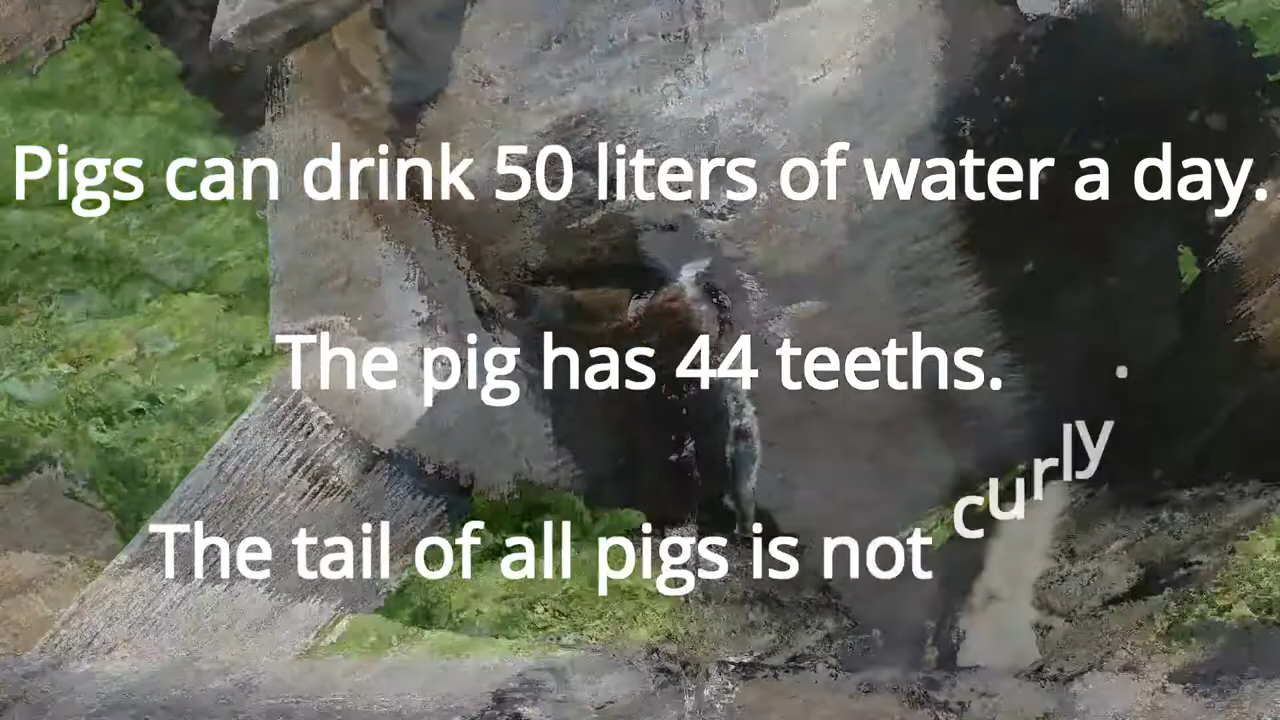 Pigs can drink 50 liters of water a day.
The pig has 44 teeths.
The tail of all pigs is not curly.